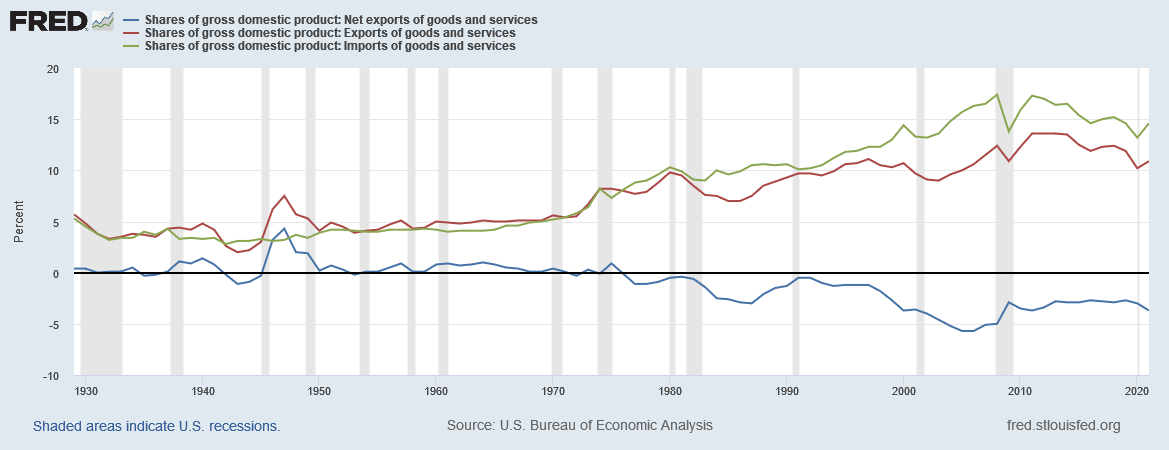 FRED
Shares of gross domestic product: Net exports of goods and services
Shares of gross domestic product: Exports of goods and services
Shares of gross domestic product: Imports of goods and services
20
15
10
5
0
-5
-10
Percent
1930 1940 1950 1960 1970 1980 1990 2000 2010 2020
Shaded areas indicate U.S. recessions.
Source: U.S. Bureau of Economic Analysis
fred.stlouisfed.org